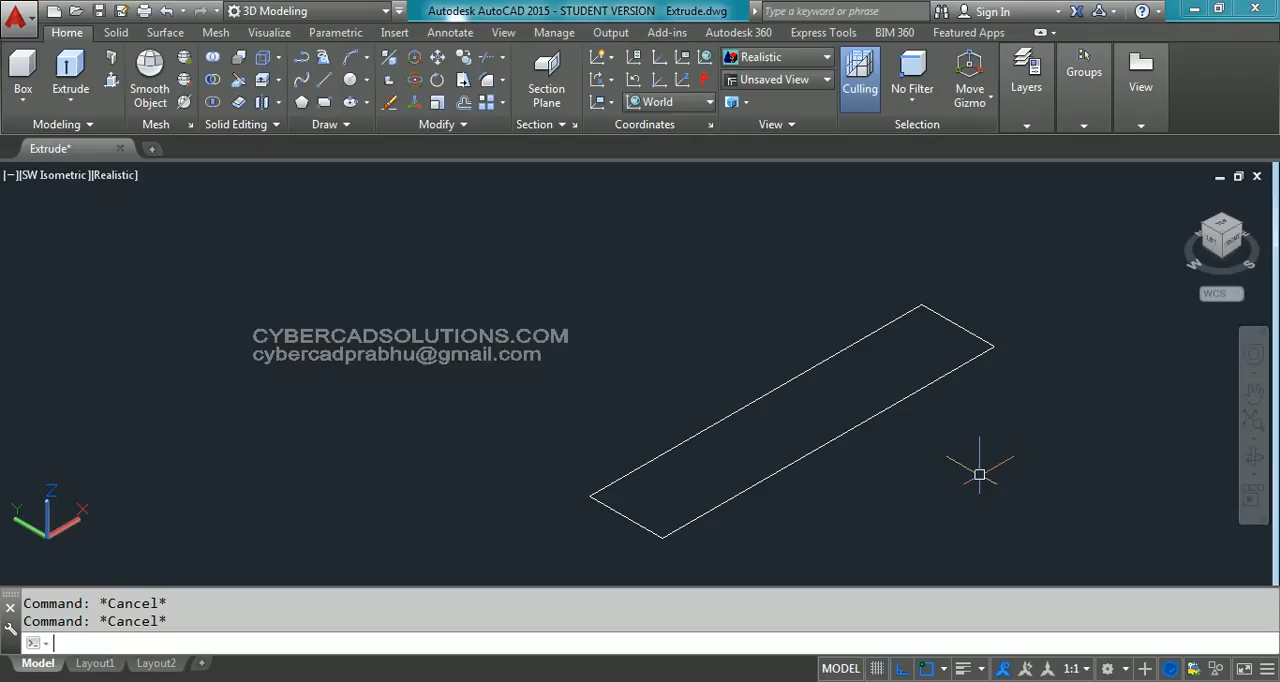 Autodesk AutoCAD 2015 - STUDENT VERSION Extrude.dwg
3D Modeling
Type a keyword or phrase
Sign In
Home Solid Surface Mesh Visualize Parametric Insert Annotate View Manage Output Add-ins Autodesk 360 Express Tools BIM 360 Featured Apps
Box
Extrude
Smooth
Object
Section
Plane
Realistic
Unsaved View
World
Culling
No Filter
Move
Gizmo
Layers
Groups
View
Modeling
Mesh
Solid Editing
Draw
Modify
Section
Coordinates
View
Selection
Extrude*
[−][SW Isometric][Realistic]
TOP
LEFT
FRONT
W
S
WCS
CYBERCADSOLUTIONS.COM
cybercadprabhu@gmail.com
Z
Y
X
Command: *Cancel*
Command: *Cancel*
Model Layout1 Layout2
MODEL
1:1